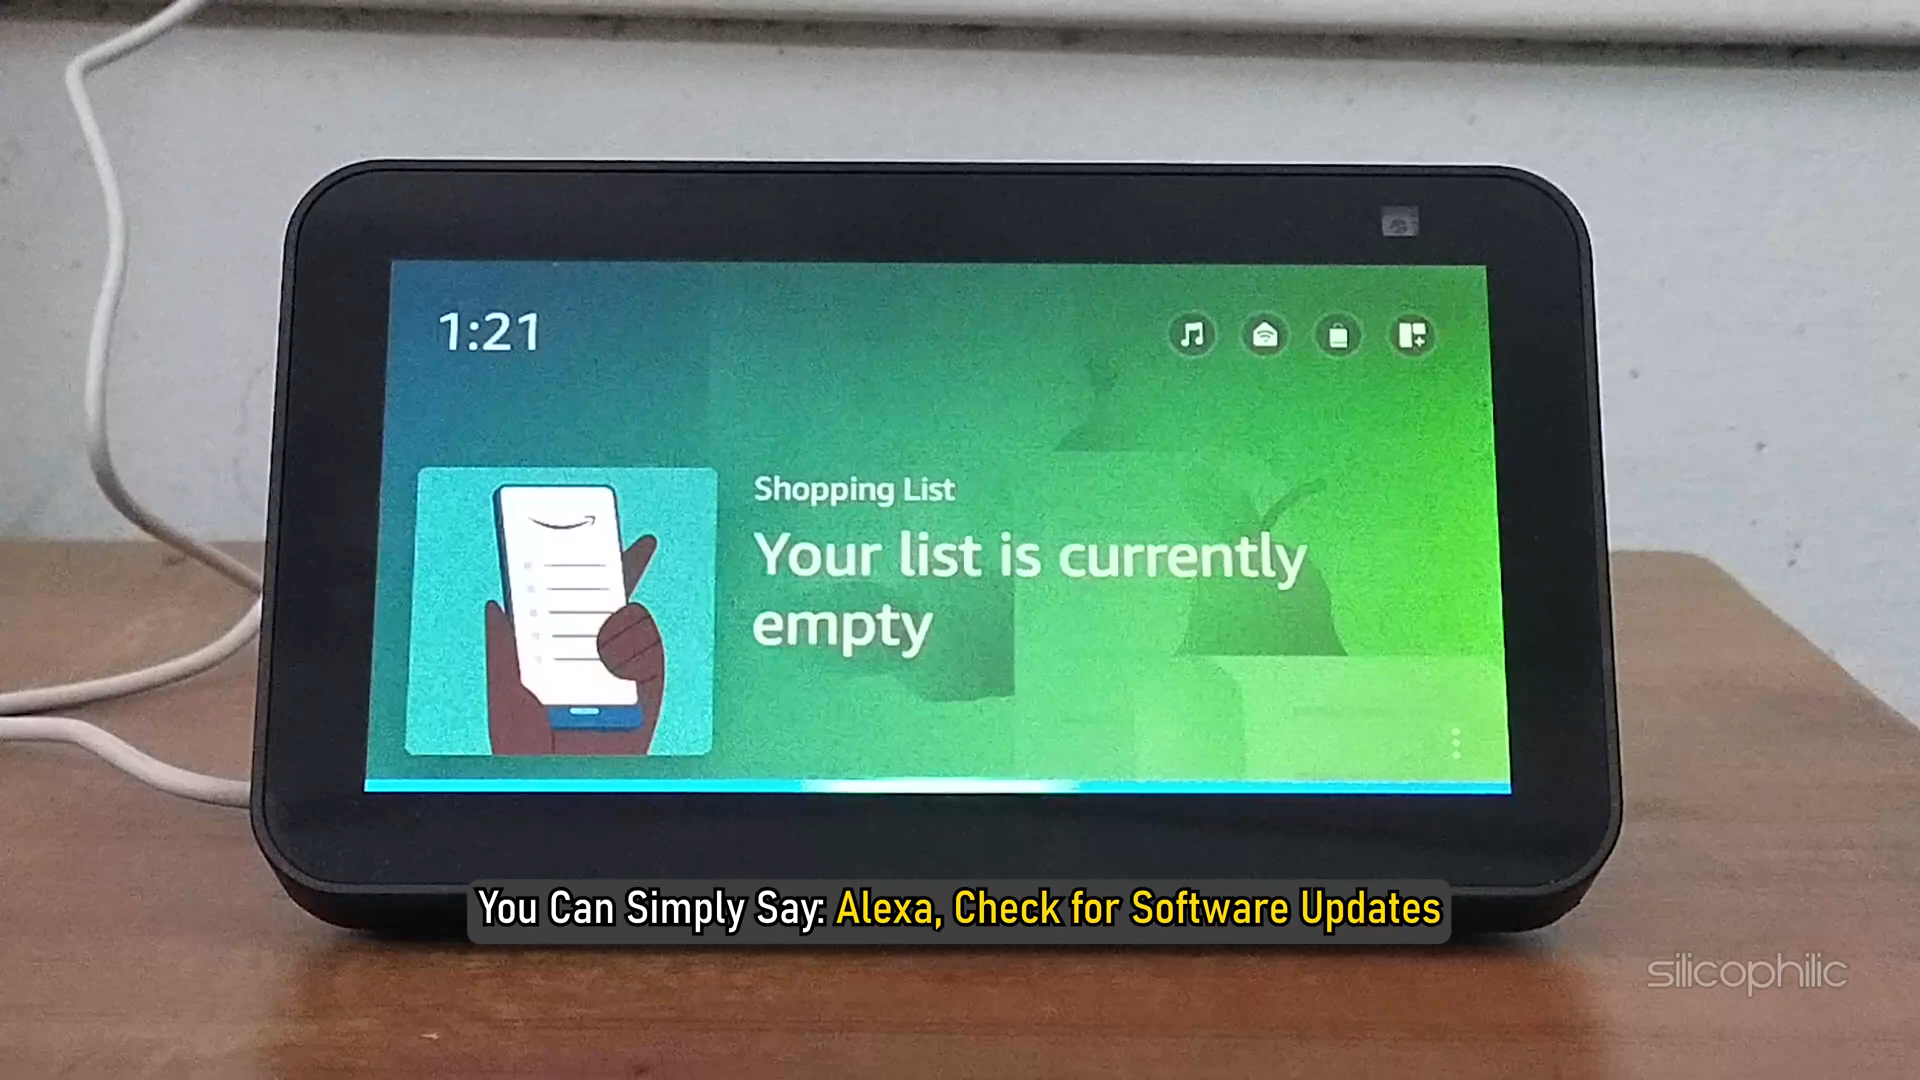 1:21
Shopping List
Your list is currently
empty
You Can Simply Say: Alexa, Check for Software Updates
silicophilic